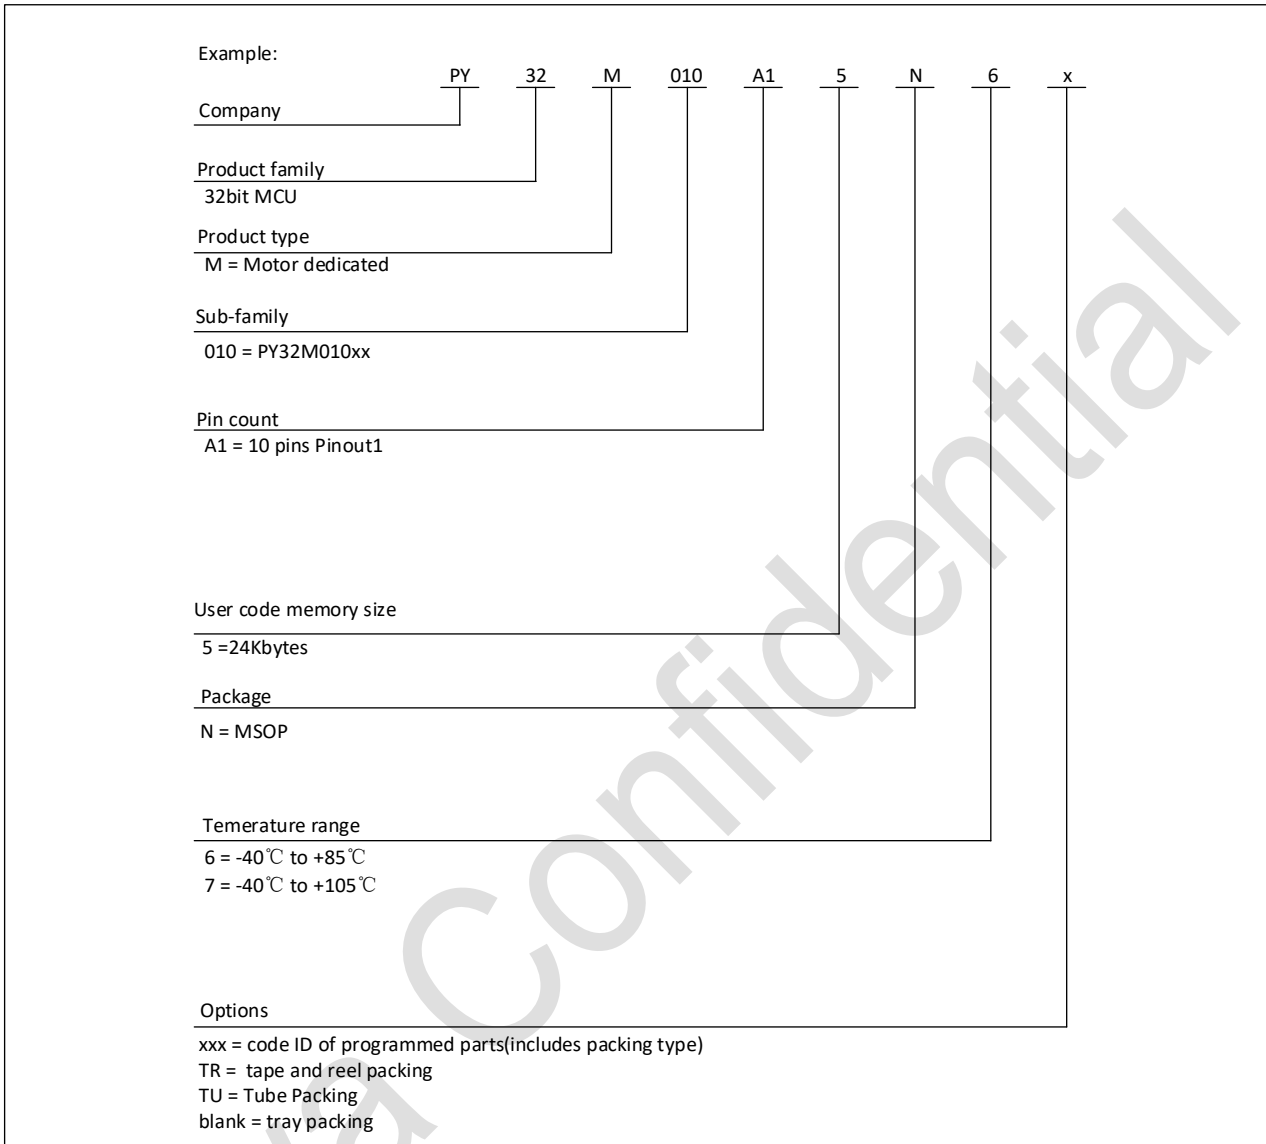 Example:
PY 32 M 010 A1 5 N 6 x
Company
Product family
32bit MCU
Product type
M = Motor dedicated
Sub-family
010 = PY32M010xx
Pin count
A1 = 10 pins Pinout1
User code memory size
5 =24Kbytes
Package
N = MSOP
Temerature range
6 = -40℃ to +85℃
7 = -40℃ to +105℃
Options
xxx = code ID of programmed parts(includes packing type)
TR = tape and reel packing
TU = Tube Packing
blank = tray packing
a Confidential